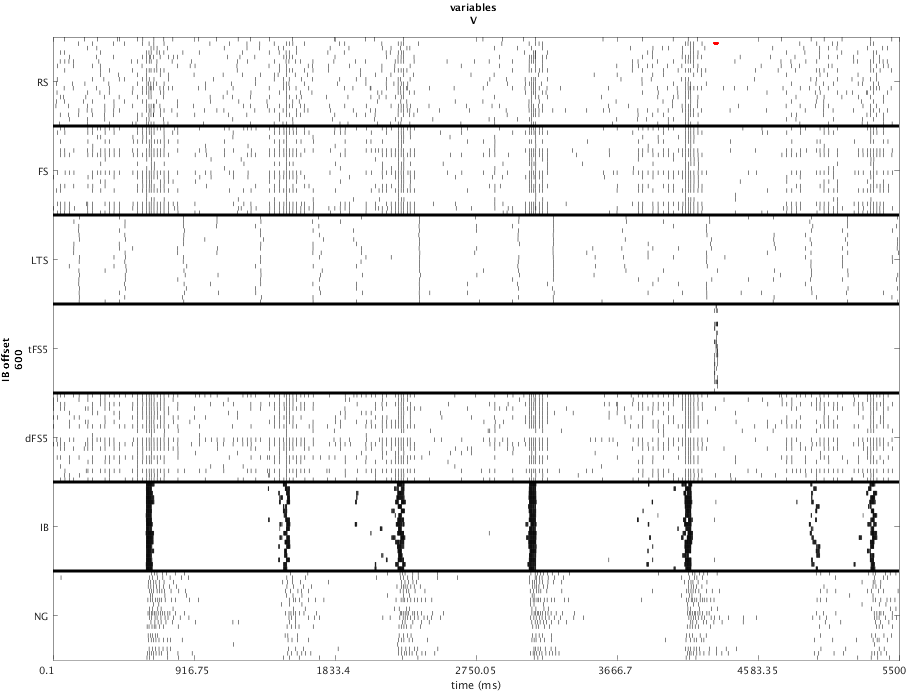 variables
V
RS
FS
LTS
tFS5
dFS5
IB
NG
IB offset
600
0.1 916.75 1833.4 2750.05 3666.7 4583.35 5500
time (ms)